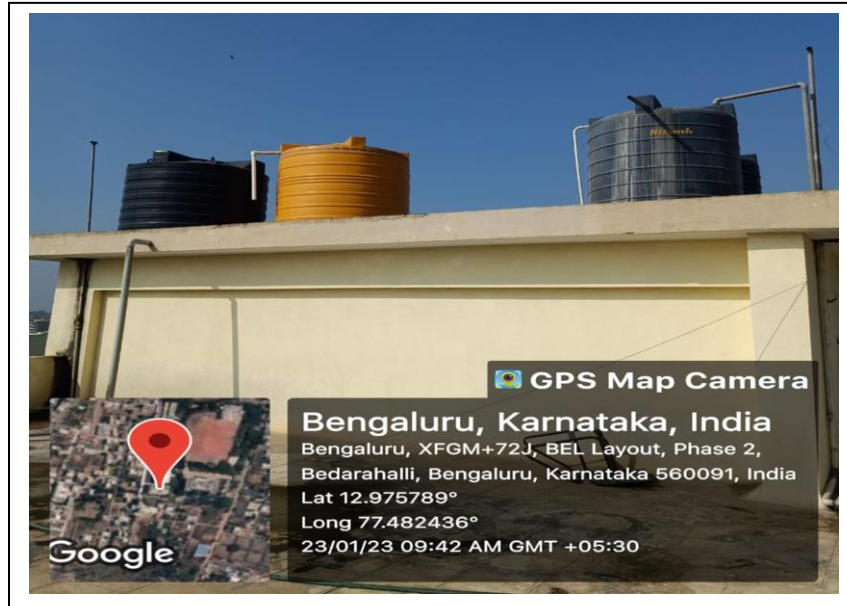 GPS Map Camera
Bengaluru, Karnataka, India
Bengaluru, XFGM+72J, BEL Layout, Phase 2,
Bedarahalli, Bengaluru, Karnataka 560091, India
Lat 12.975789°
Long 77.482436°
23/01/23 09:42 AM GMT +05:30
Google